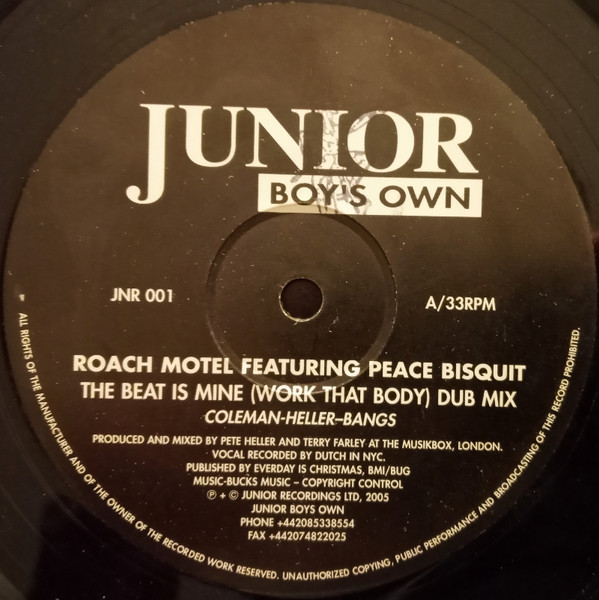 JUNIOR
BOY'S OWN
JNR 001
A/33RPM
ROACH MOTEL FEATURING PEACE BISQUIT
THE BEAT IS MINE (WORK THAT BODY) DUB MIX
COLEMAN-HELLER–BANGS
PRODUCED AND MIXED BY PETE HELLER AND TERRY FARLEY AT THE MUSIKBOX, LONDON.
VOCAL RECORDED BY DUTCH IN NYC.
PUBLISHED BY EVERDAY IS CHRISTMAS, BMI/BUG
MUSIC-BUCKS MUSIC – COPYRIGHT CONTROL
℗ + © JUNIOR RECORDINGS LTD, 2005
JUNIOR BOYS OWN
PHONE +442085338554
FAX +442074822025
ALL RIGHTS OF THE MANUFACTURER AND OF THE OWNER OF THE RECORDED WORK RESERVED. UNAUTHORIZED COPYING, PUBLIC PERFORMANCE AND BROADCASTING OF THIS RECORD PROHIBITED.